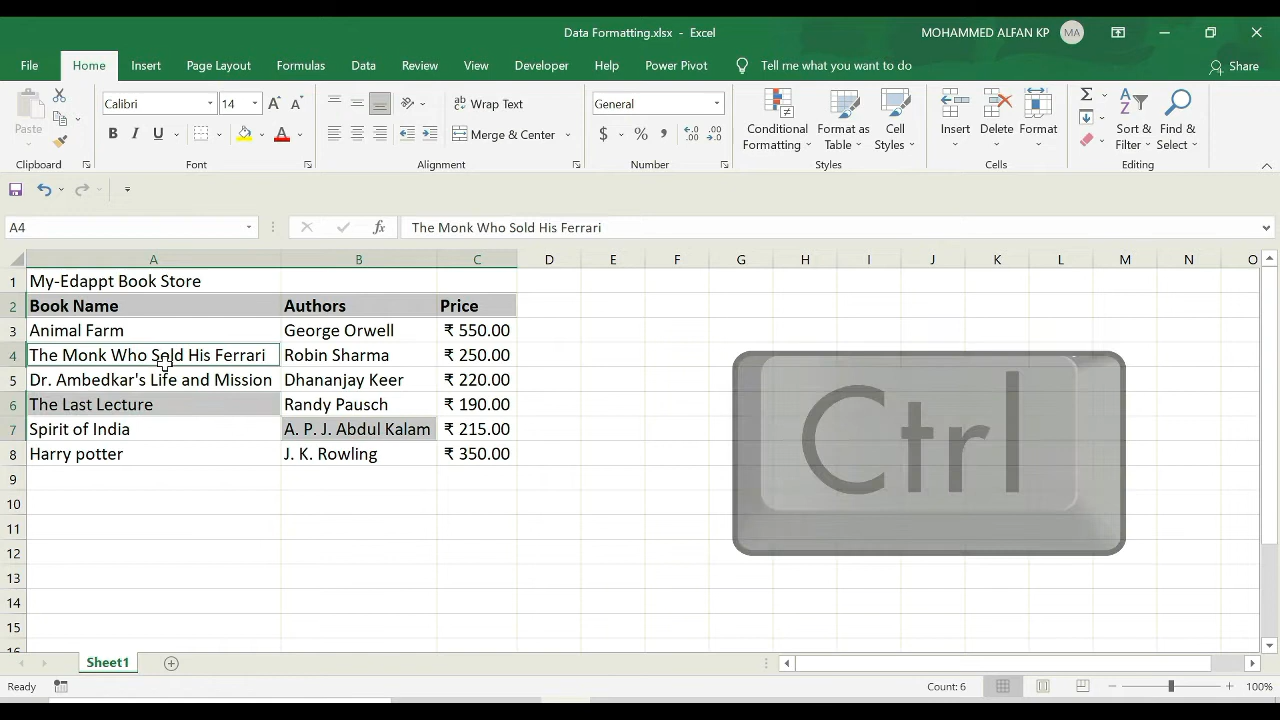 Data Formatting.xlsx - Excel
MOHAMMED ALFAN KP
MA
File Home Insert Page Layout Formulas Data Review View Developer Help Power Pivot Tell me what you want to do Share
Paste
Calibri 14
B I U A
ab Wrap Text
Merge & Center
General
$ % ,
Conditional Formatting
Format as Table
Cell Styles
Insert Delete Format
Sort & Filter
Find & Select
Clipboard Font Alignment Number Styles Cells Editing
A4 fx The Monk Who Sold His Ferrari
A B C D E F G H I J K L M N O
1 My-Edappt Book Store
2 Book Name Authors Price
3 Animal Farm George Orwell ₹ 550.00
4 The Monk Who Sold His Ferrari Robin Sharma ₹ 250.00
5 Dr. Ambedkar's Life and Mission Dhananjay Keer ₹ 220.00
6 The Last Lecture Randy Pausch ₹ 190.00
7 Spirit of India A. P. J. Abdul Kalam ₹ 215.00
8 Harry potter J. K. Rowling ₹ 350.00
9
10
11
12
13
14
15
Ctrl
Sheet1
Ready Count: 6 100%